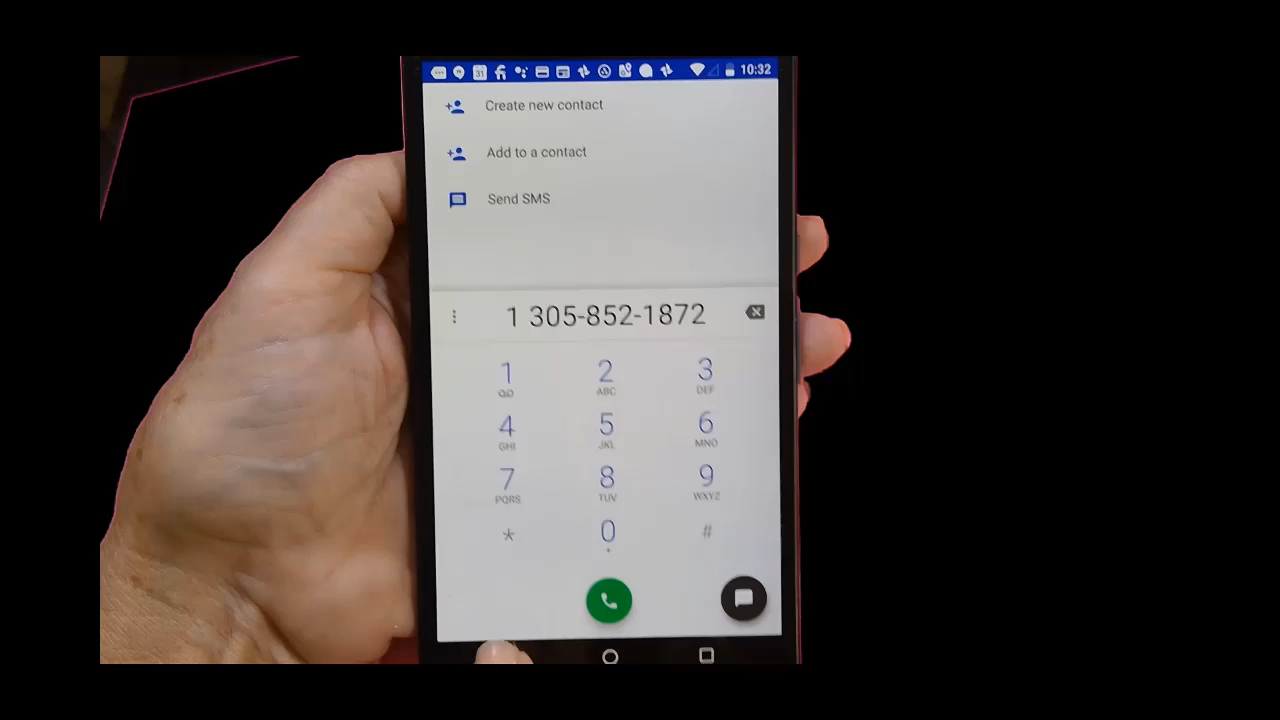 31 10:32
Create new contact
Add to a contact
Send SMS
1 305-852-1872
1 2 3
ABC DEF
4 5 6
GHI JKL MNO
7 8 9
PQRS TUV WXYZ
* 0 #
+